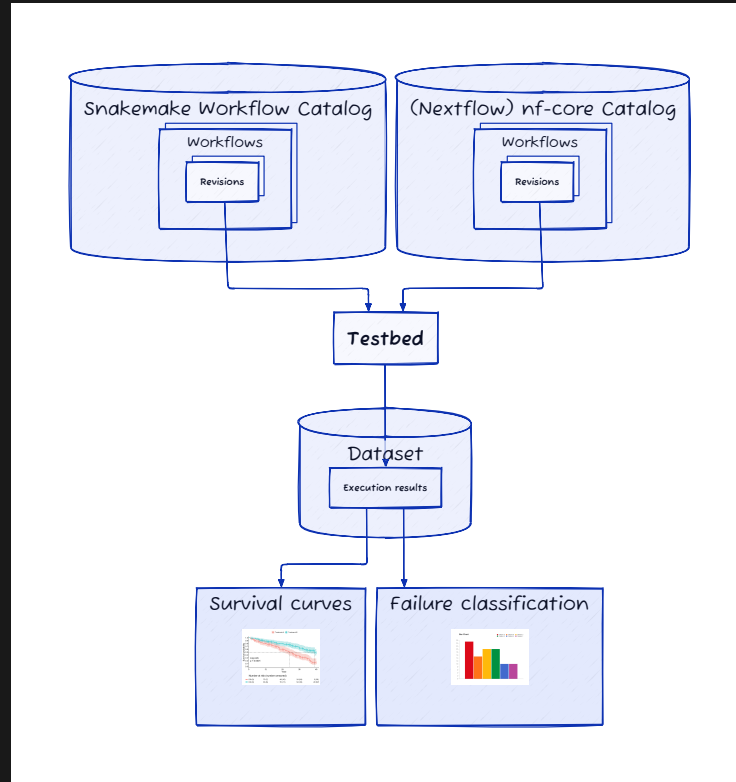 Snakemake Workflow Catalog
Workflows
Revisions
(Nextflow) nf-core Catalog
Workflows
Revisions
Testbed
Dataset
Execution results
Survival curves
Failure classification